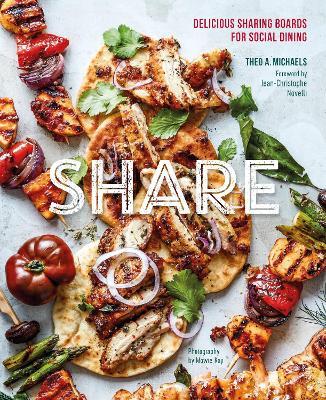 DELICIOUS SHARING BOARDS
FOR SOCIAL DINING
THEO A. MICHAELS
Foreword by
Jean-Christophe
Novelli
SHARE
Photography
by Mowie Kay